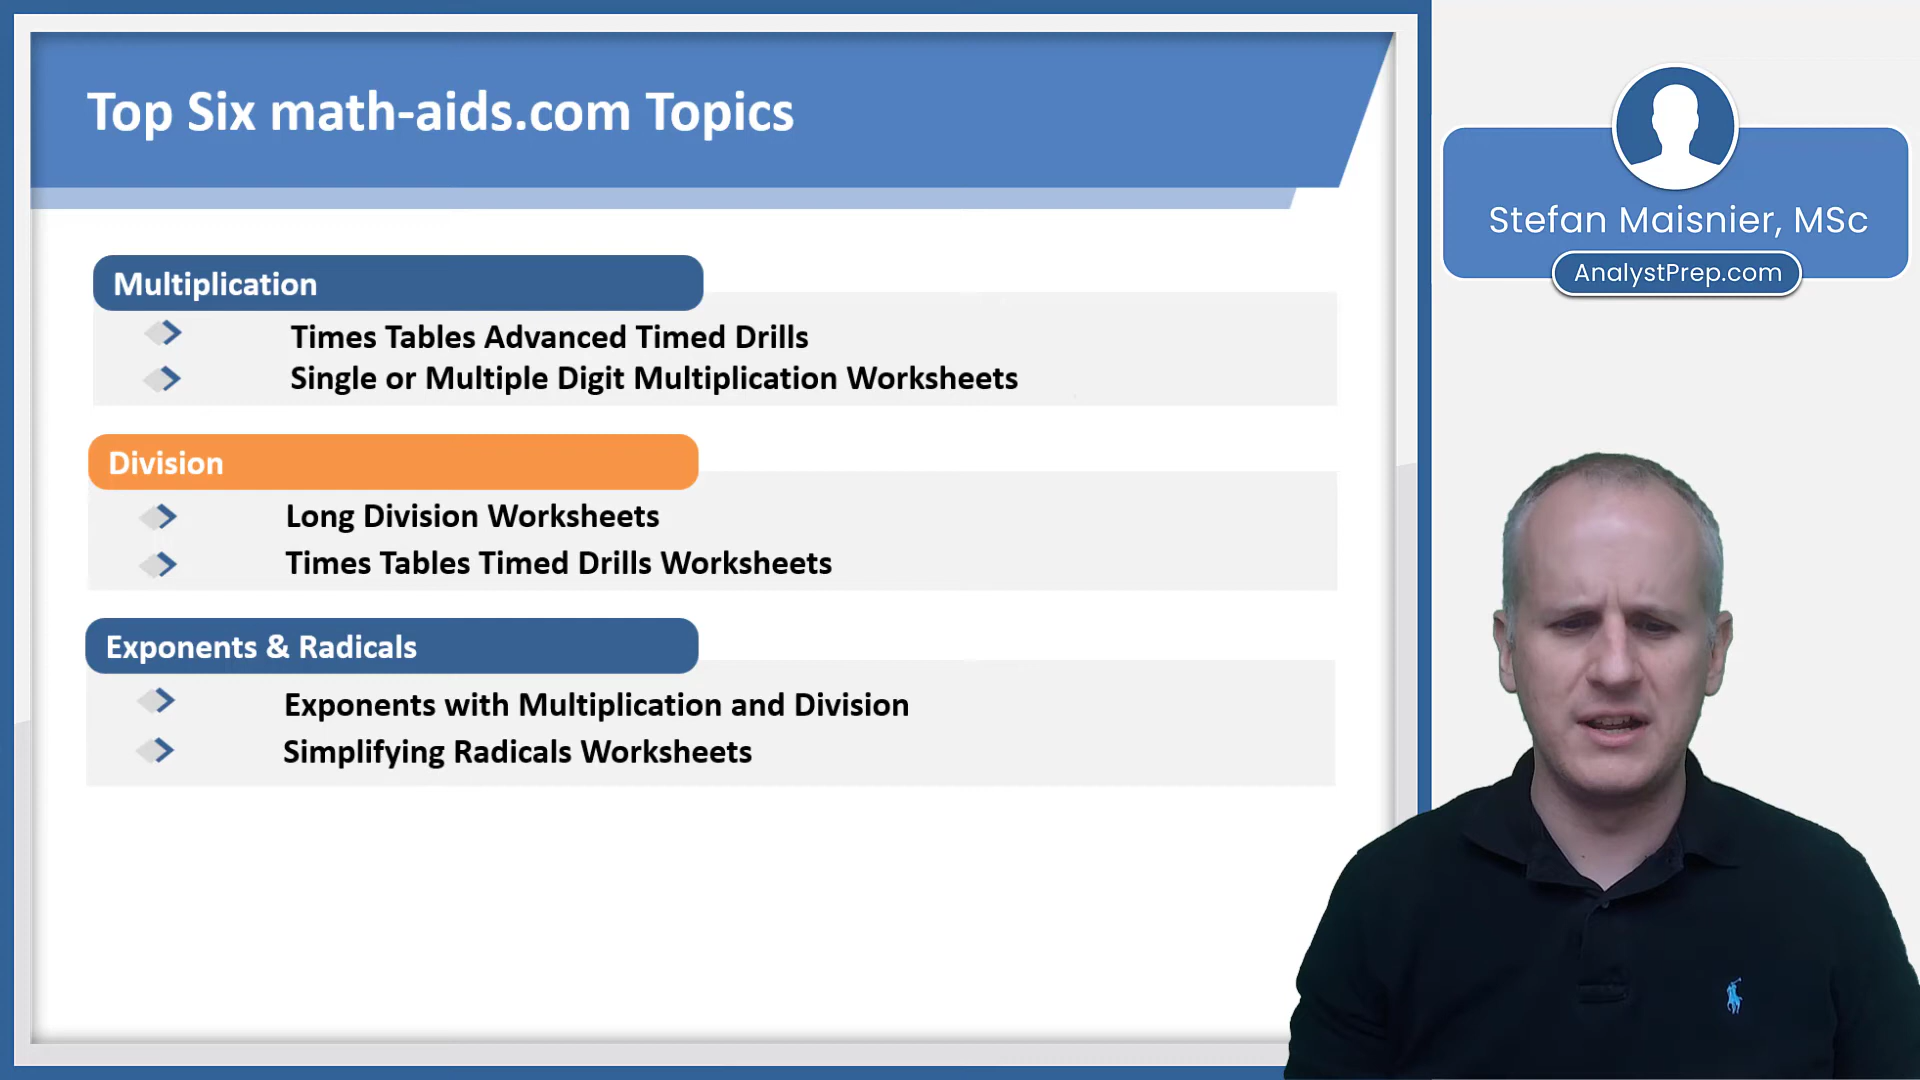 Top Six math-aids.com Topics
Multiplication
Times Tables Advanced Timed Drills
Single or Multiple Digit Multiplication Worksheets
Division
Long Division Worksheets
Times Tables Timed Drills Worksheets
Exponents & Radicals
Exponents with Multiplication and Division
Simplifying Radicals Worksheets
Stefan Maisnier, MSc
AnalystPrep.com